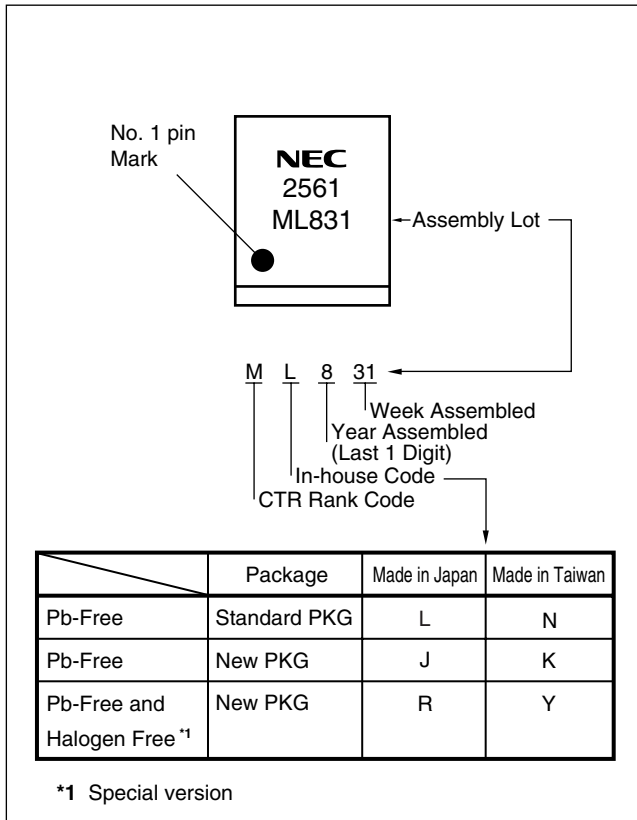 No. 1 pin
Mark
NEC
2561
ML831
Assembly Lot
M L 8 31
Week Assembled
Year Assembled
(Last 1 Digit)
In-house Code
CTR Rank Code
Package Made in Japan Made in Taiwan
Pb-Free Standard PKG L N
Pb-Free New PKG J K
Pb-Free and New PKG R Y
Halogen Free *1
*1 Special version